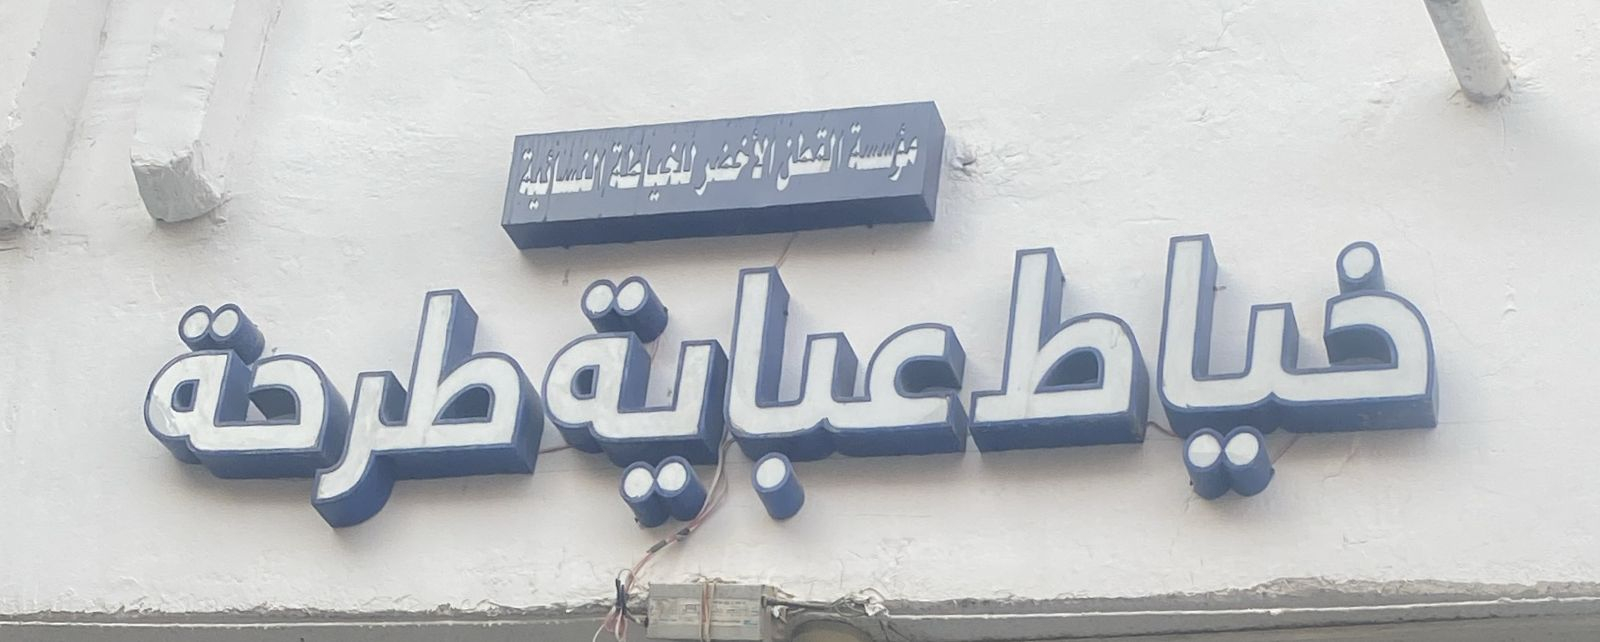 مؤسسة القطن الأخضر للخياطة النسائية
خياط عباية طرحة